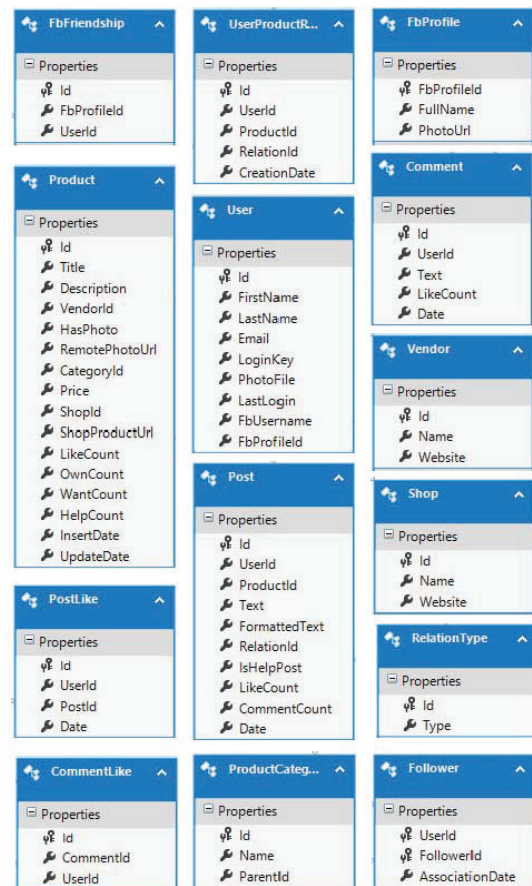 FbFriendship
Properties
Id
FbProfileId
UserId
Product
Properties
Id
Title
Description
VendorId
HasPhoto
RemotePhotoUrl
CategoryId
Price
ShopId
ShopProductUrl
LikeCount
OwnCount
WantCount
HelpCount
InsertDate
UpdateDate
PostLike
Properties
Id
UserId
PostId
Date
CommentLike
Properties
Id
CommentId
UserId
UserProductR...
Properties
Id
UserId
ProductId
RelationId
CreationDate
User
Properties
Id
FirstName
LastName
Email
LoginKey
PhotoFile
LastLogin
FbUsername
FbProfileId
Post
Properties
Id
UserId
ProductId
Text
FormattedText
RelationId
IsHelpPost
LikeCount
CommentCount
Date
ProductCateg...
Properties
Id
Name
ParentId
FbProfile
Properties
FbProfileId
FullName
PhotoUrl
Comment
Properties
Id
UserId
Text
LikeCount
Date
Vendor
Properties
Id
Name
Website
Shop
Properties
Id
Name
Website
RelationType
Properties
Id
Type
Follower
Properties
UserId
FollowerId
AssociationDate